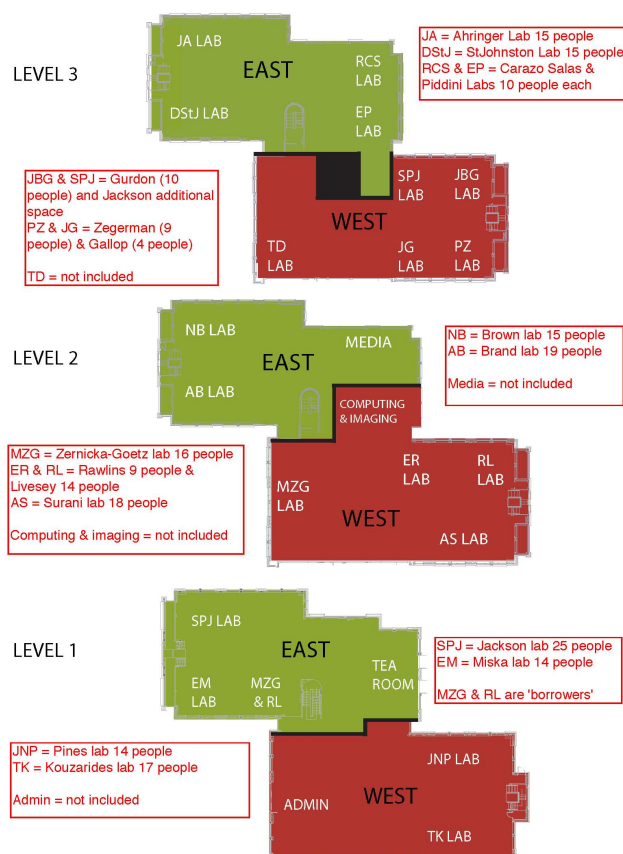 LEVEL 3
JA LAB
EAST
RCS
LAB
DStJ LAB
EP
LAB
JA = Ahringer Lab 15 people
DStJ = StJohnston Lab 15 people
RCS & EP = Carazo Salas &
Piddini Labs 10 people each
JBG & SPJ = Gurdon (10
people) and Jackson additional
space
PZ & JG = Zegerman (9
people) & Gallop (4 people)
TD = not included
SPJ
LAB
JBG
LAB
WEST
TD
LAB
JG
LAB
PZ
LAB
LEVEL 2
NB LAB
MEDIA
EAST
AB LAB
COMPUTING
& IMAGING
NB = Brown lab 15 people
AB = Brand lab 19 people
Media = not included
MZG = Zernicka-Goetz lab 16 people
ER & RL = Rawlins 9 people &
Livesey 14 people
AS = Surani lab 18 people
Computing & imaging = not included
MZG
LAB
ER
LAB
RL
LAB
WEST
AS LAB
LEVEL 1
SPJ LAB
EAST
TEA
ROOM
EM
LAB
MZG
& RL
SPJ = Jackson lab 25 people
EM = Miska lab 14 people
MZG & RL are 'borrowers'
JNP = Pines lab 14 people
TK = Kouzarides lab 17 people
Admin = not included
JNP LAB
ADMIN
WEST
TK LAB